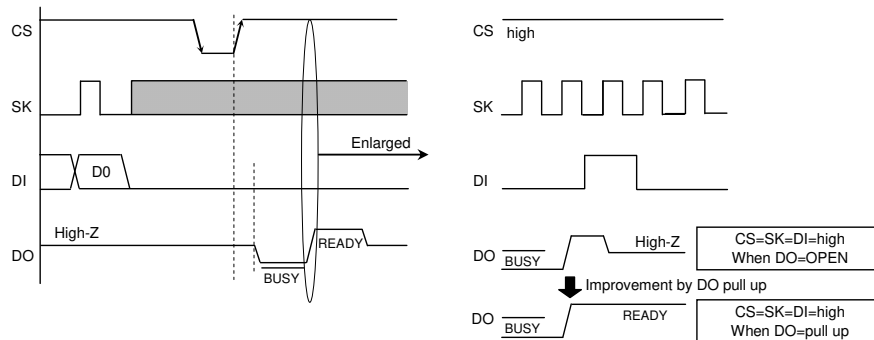 CS
SK
DI
D0
DO
High-Z
BUSY
READY
Enlarged
CS high
SK
DI
DO
BUSY
High-Z
CS=SK=DI=high
When DO=OPEN
Improvement by DO pull up
DO
BUSY
READY
CS=SK=DI=high
When DO=pull up